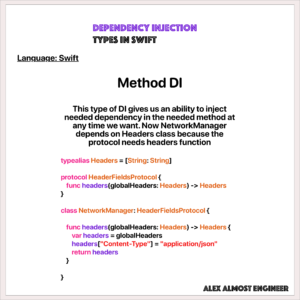 DEPENDENCY INJECTION
TYPES IN SWIFT
Language: Swift
Method DI
This type of DI gives us an ability to inject
needed dependency in the needed method at
any time we want. Now NetworkManager
depends on Headers class because the
protocol needs headers function
typealias Headers = [String: String]
protocol HeaderFieldsProtocol {
func headers(globalHeaders: Headers) -> Headers
}
class NetworkManager: HeaderFieldsProtocol {
func headers(globalHeaders: Headers) -> Headers {
var headers = globalHeaders
headers["Content-Type"] = "application/json"
return headers
}
}
ALEX ALMOST ENGINEER